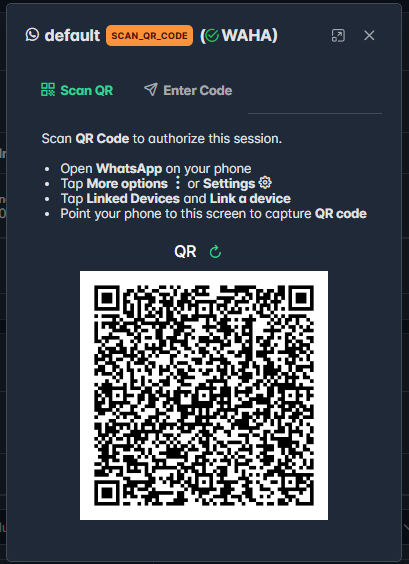 default SCAN_QR_CODE (WAHA)
Scan QR Enter Code
Scan QR Code to authorize this session.
• Open WhatsApp on your phone
• Tap More options ⋮ or Settings
• Tap Linked Devices and Link a device
• Point your phone to this screen to capture QR code
QR